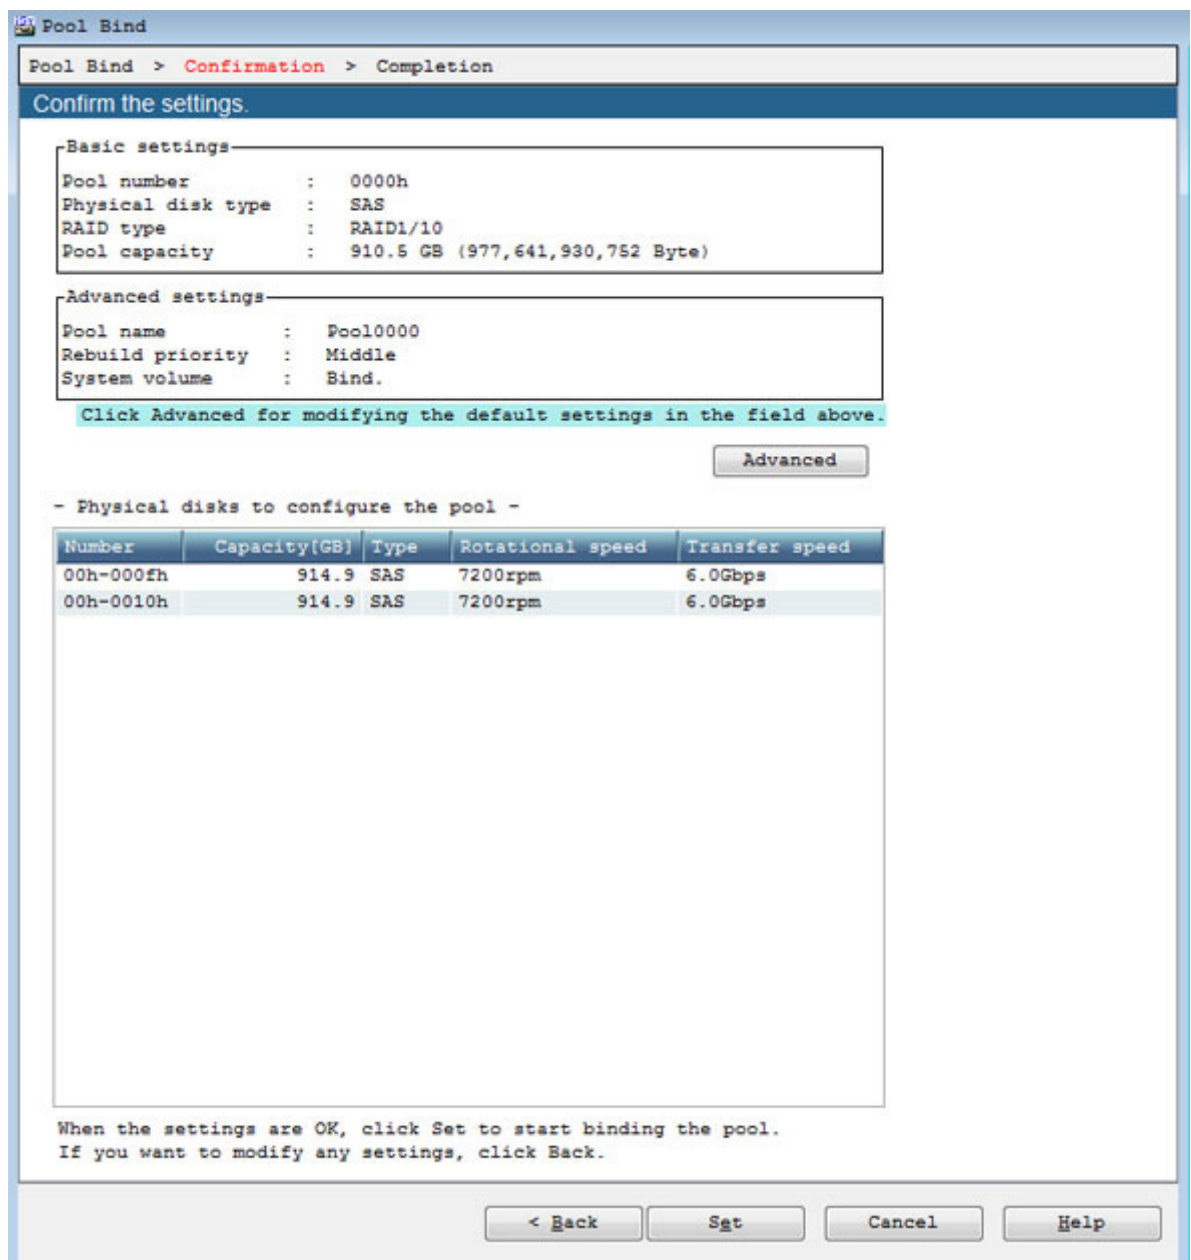 Pool Bind
Pool Bind > Confirmation > Completion
Confirm the settings.
Basic settings
Pool number : 0000h
Physical disk type : SAS
RAID type : RAID1/10
Pool capacity : 910.5 GB (977,641,930,752 Byte)
Advanced settings
Pool name : Pool0000
Rebuild priority : Middle
System volume : Bind.
Click Advanced for modifying the default settings in the field above.
Advanced
- Physical disks to configure the pool -
Number Capacity[GB] Type Rotational speed Transfer speed
00h-000fh 914.9 SAS 7200rpm 6.0Gbps
00h-0010h 914.9 SAS 7200rpm 6.0Gbps
When the settings are OK, click Set to start binding the pool.
If you want to modify any settings, click Back.
< Back Set Cancel Help